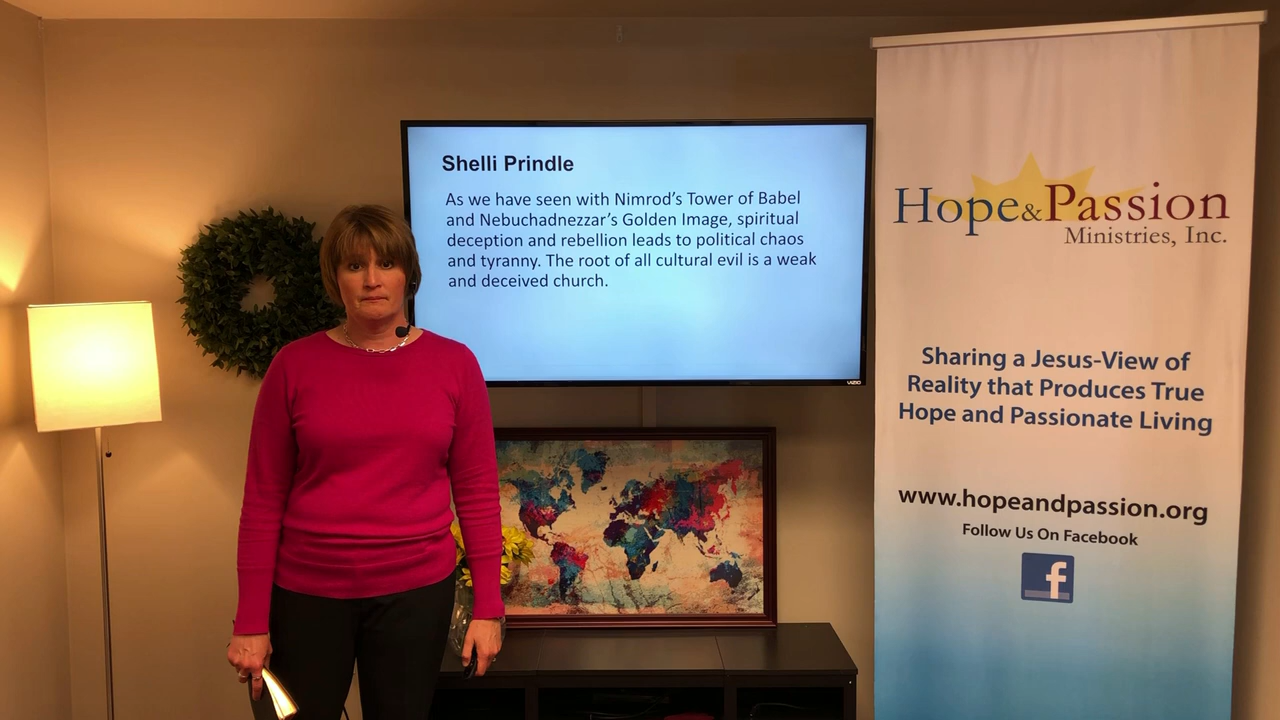 Shelli Prindle
As we have seen with Nimrod's Tower of Babel
and Nebuchadnezzar's Golden Image, spiritual
deception and rebellion leads to political chaos
and tyranny. The root of all cultural evil is a weak
and deceived church.
VIZIO
Hope&Passion
Ministries, Inc.
Sharing a Jesus-View of
Reality that Produces True
Hope and Passionate Living
www.hopeandpassion.org
Follow Us On Facebook
f